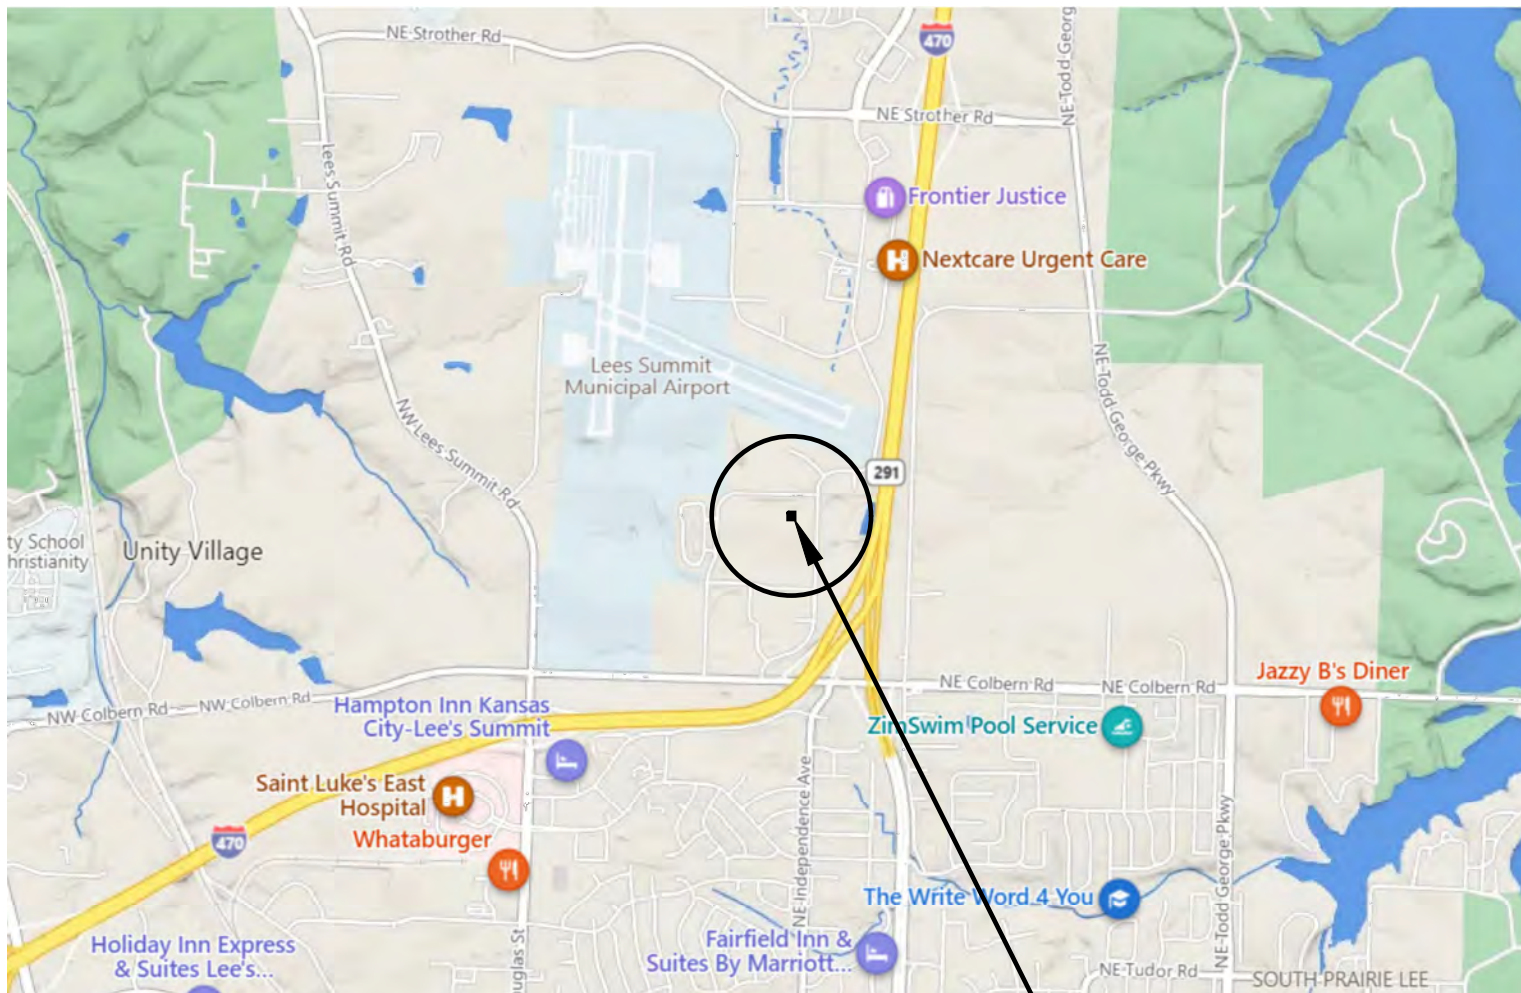 NE Strother Rd
470
NE-Todd-Georg
NE Strother Rd
Lees Summit Rd
Frontier Justice
Nextcare Urgent Care
Lees Summit
Municipal Airport
NE-Todd-George-Pkwy
NW-Lees-Summit-Rd
291
ty School
hristianity
Unity Village
Jazzy B's Diner
NE Colbern Rd
NE Colbern Rd
NW Colbern Rd
NW Colbern Rd
Hampton Inn Kansas
City-Lee's Summit
ZimSwim Pool Service
Saint Luke's East
Hospital
NE-Independence Ave
470
Whataburger
NE-Todd-George-Pkwy
The Write Word 4 You
Holiday Inn Express
& Suites Lee's...
uglas St
Fairfield Inn &
Suites By Marriott...
NE-Tudor Rd
SOUTH PRAIRIE LEE